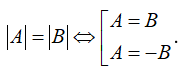 |A| = |B| ⇔ [ A = B
A = −B .